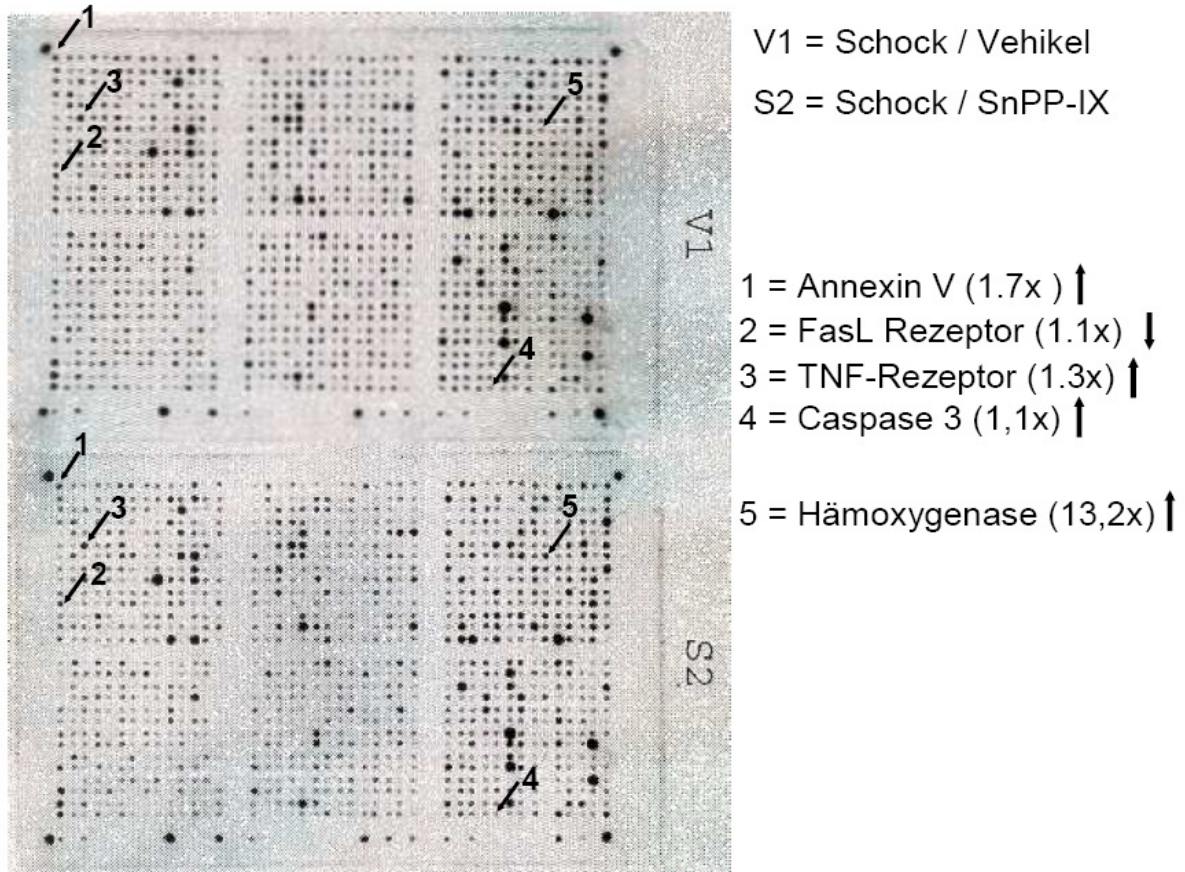 1
3
2
5
4
V1
1
3
2
5
4
S2
V1 = Schock / Vehikel
S2 = Schock / SnPP-IX
1 = Annexin V (1.7x ) ↑
2 = FasL Rezeptor (1.1x) ↓
3 = TNF-Rezeptor (1.3x) ↑
4 = Caspase 3 (1,1x) ↑
5 = Hämoxygenase (13,2x) ↑